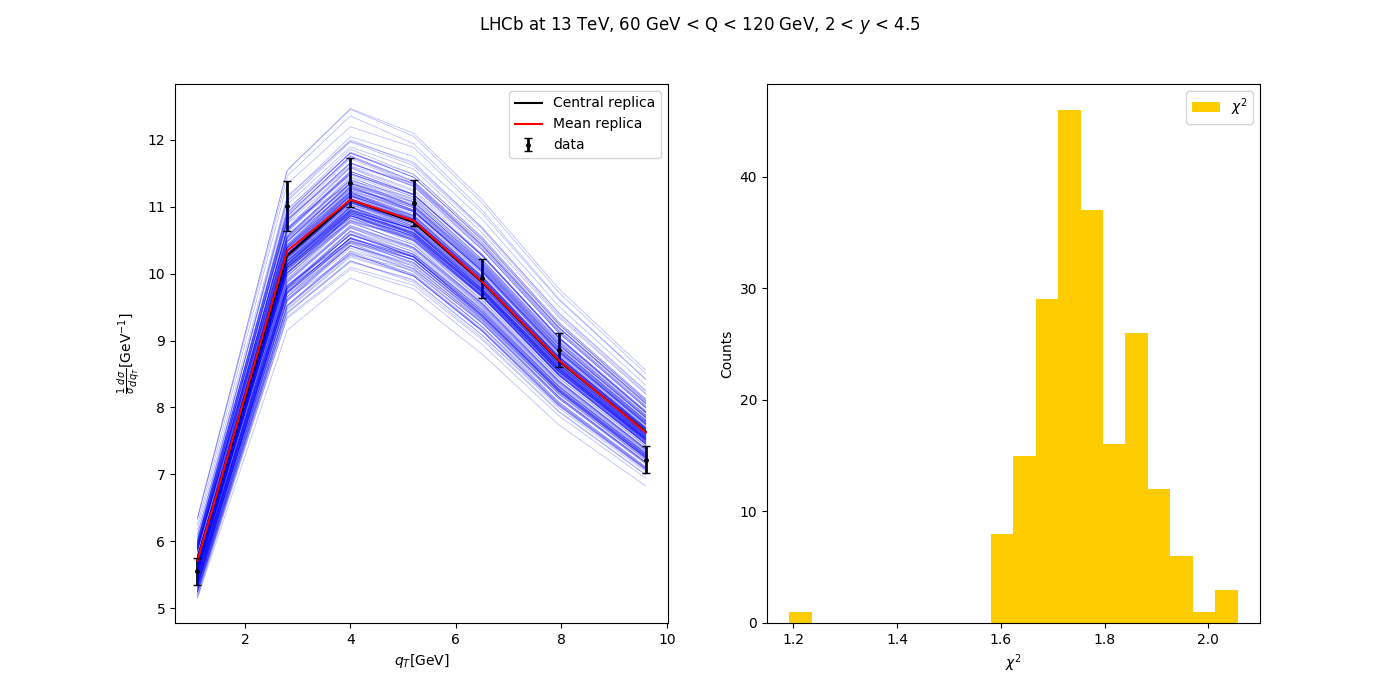 LHCb at 13 TeV, 60 GeV < Q < 120 GeV, 2 < y < 4.5
Central replica
Mean replica
data
12
11
10
9
8
7
6
5
1/σ dσ/dq_T [GeV⁻¹]
2
4
6
8
10
q_T[GeV]
χ²
40
30
20
10
0
Counts
1.2
1.4
1.6
1.8
2.0
χ²